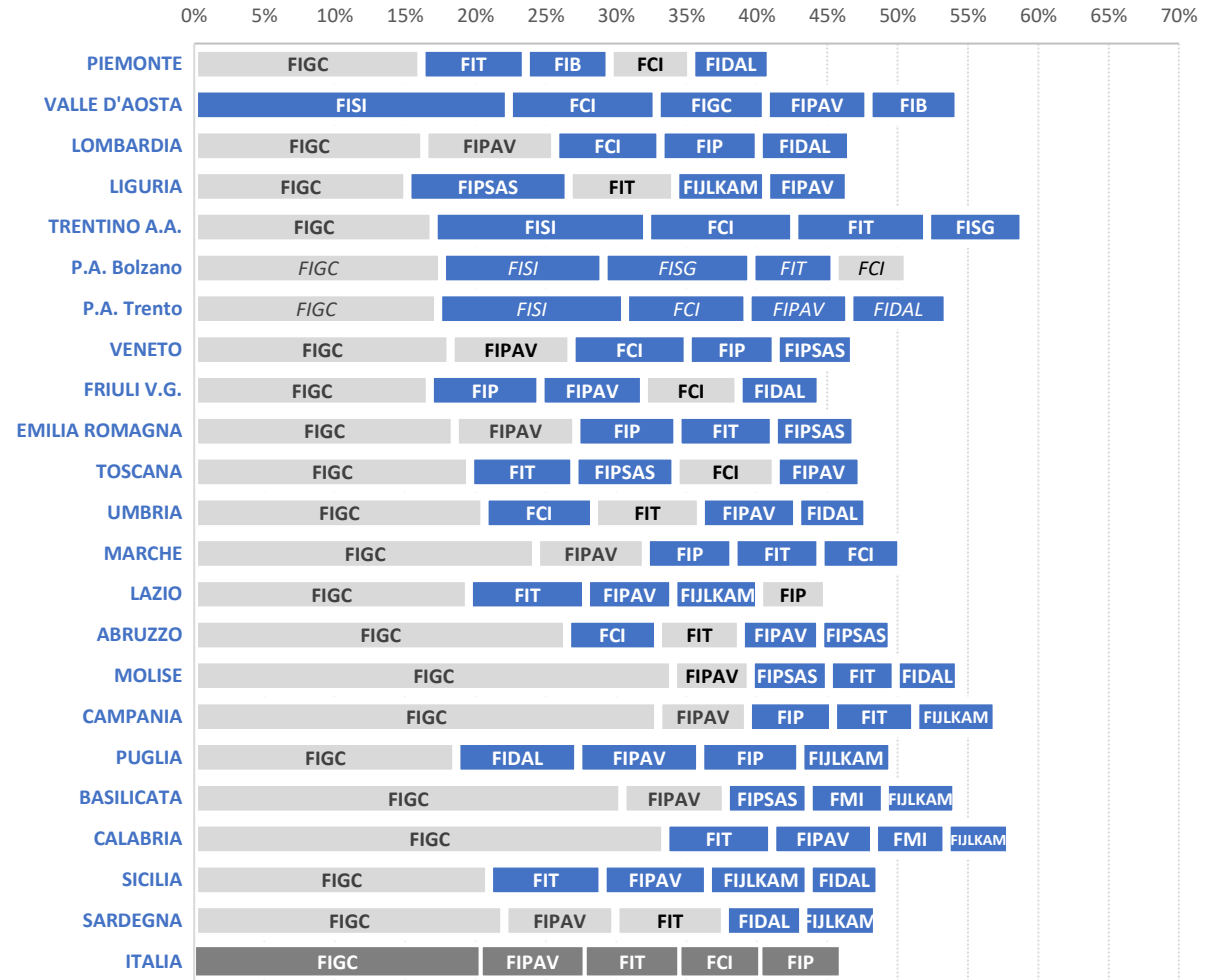 0% 5% 10% 15% 20% 25% 30% 35% 40% 45% 50% 55% 60% 65% 70%
PIEMONTE FIGC FIT FIB FCI FIDAL
VALLE D'AOSTA FISI FCI FIGC FIPAV FIB
LOMBARDIA FIGC FIPAV FCI FIP FIDAL
LIGURIA FIGC FIPSAS FIT FIJLKAM FIPAV
TRENTINO A.A. FIGC FISI FCI FIT FISG
P.A. Bolzano FIGC FISI FISG FIT FCI
P.A. Trento FIGC FISI FCI FIPAV FIDAL
VENETO FIGC FIPAV FCI FIP FIPSAS
FRIULI V.G. FIGC FIP FIPAV FCI FIDAL
EMILIA ROMAGNA FIGC FIPAV FIP FIT FIPSAS
TOSCANA FIGC FIT FIPSAS FCI FIPAV
UMBRIA FIGC FCI FIT FIPAV FIDAL
MARCHE FIGC FIPAV FIP FIT FCI
LAZIO FIGC FIT FIPAV FIJLKAM FIP
ABRUZZO FIGC FCI FIT FIPAV FIPSAS
MOLISE FIGC FIPAV FIPSAS FIT FIDAL
CAMPANIA FIGC FIPAV FIP FIT FIJLKAM
PUGLIA FIGC FIDAL FIPAV FIP FIJLKAM
BASILICATA FIGC FIPAV FIPSAS FMI FIJLKAM
CALABRIA FIGC FIT FIPAV FMI FIJLKAM
SICILIA FIGC FIT FIPAV FIJLKAM FIDAL
SARDEGNA FIGC FIPAV FIT FIDAL FIJLKAM
ITALIA FIGC FIPAV FIT FCI FIP